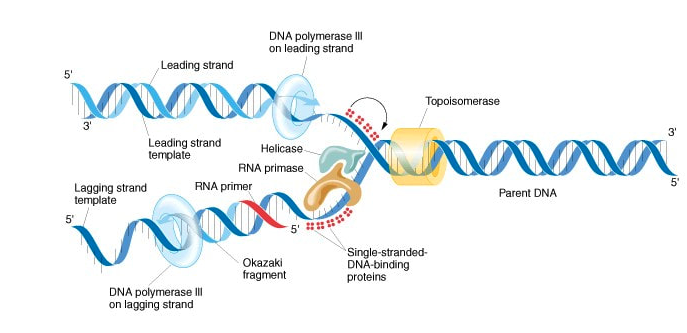 DNA polymerase III
on leading strand
Leading strand
5'
3'
Leading strand
template
Topoisomerase
Helicase
RNA primase
3'
5'
Parent DNA
Lagging strand
template
RNA primer
5'
5'
Single-stranded-
DNA-binding
proteins
Okazaki
fragment
DNA polymerase III
on lagging strand